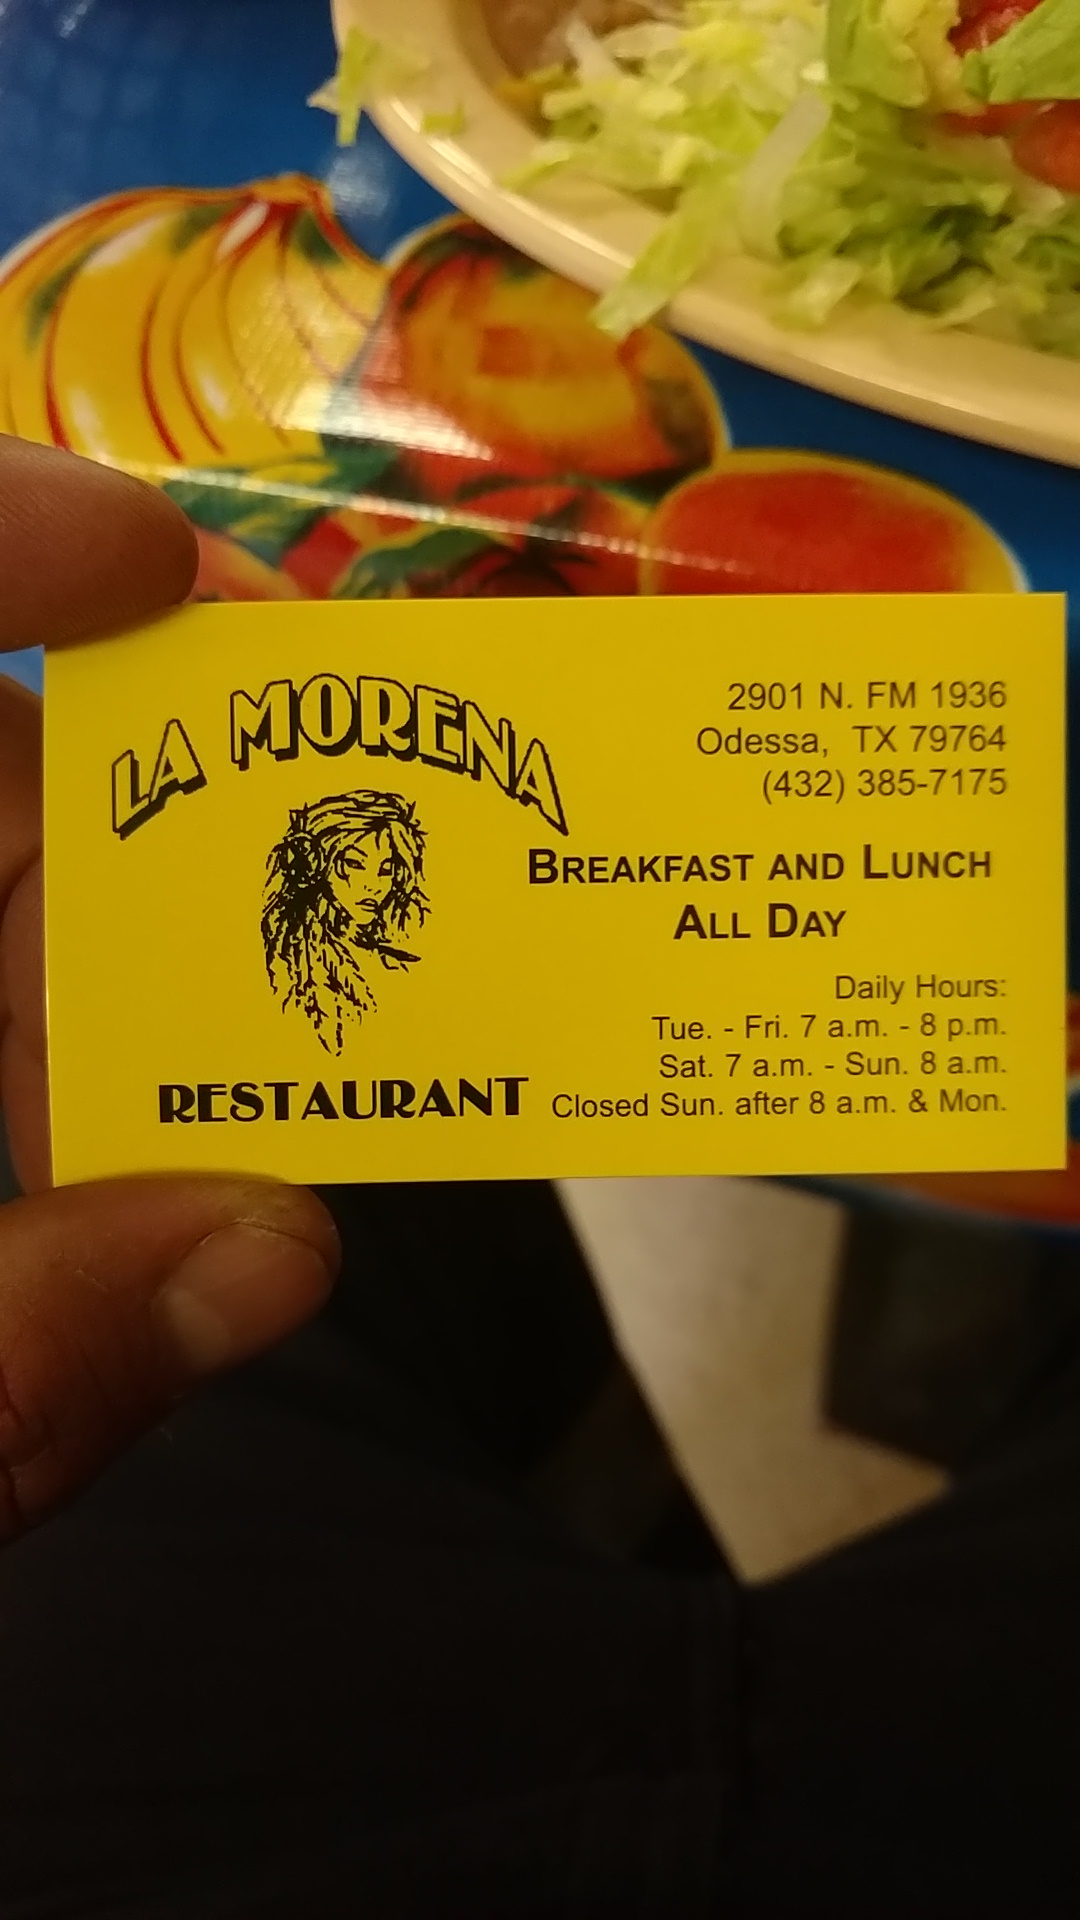 LA MORENA
RESTAURANT
2901 N. FM 1936
Odessa, TX 79764
(432) 385-7175
BREAKFAST AND LUNCH
ALL DAY
Daily Hours:
Tue. - Fri. 7 a.m. - 8 p.m.
Sat. 7 a.m. - Sun. 8 a.m.
Closed Sun. after 8 a.m. & Mon.